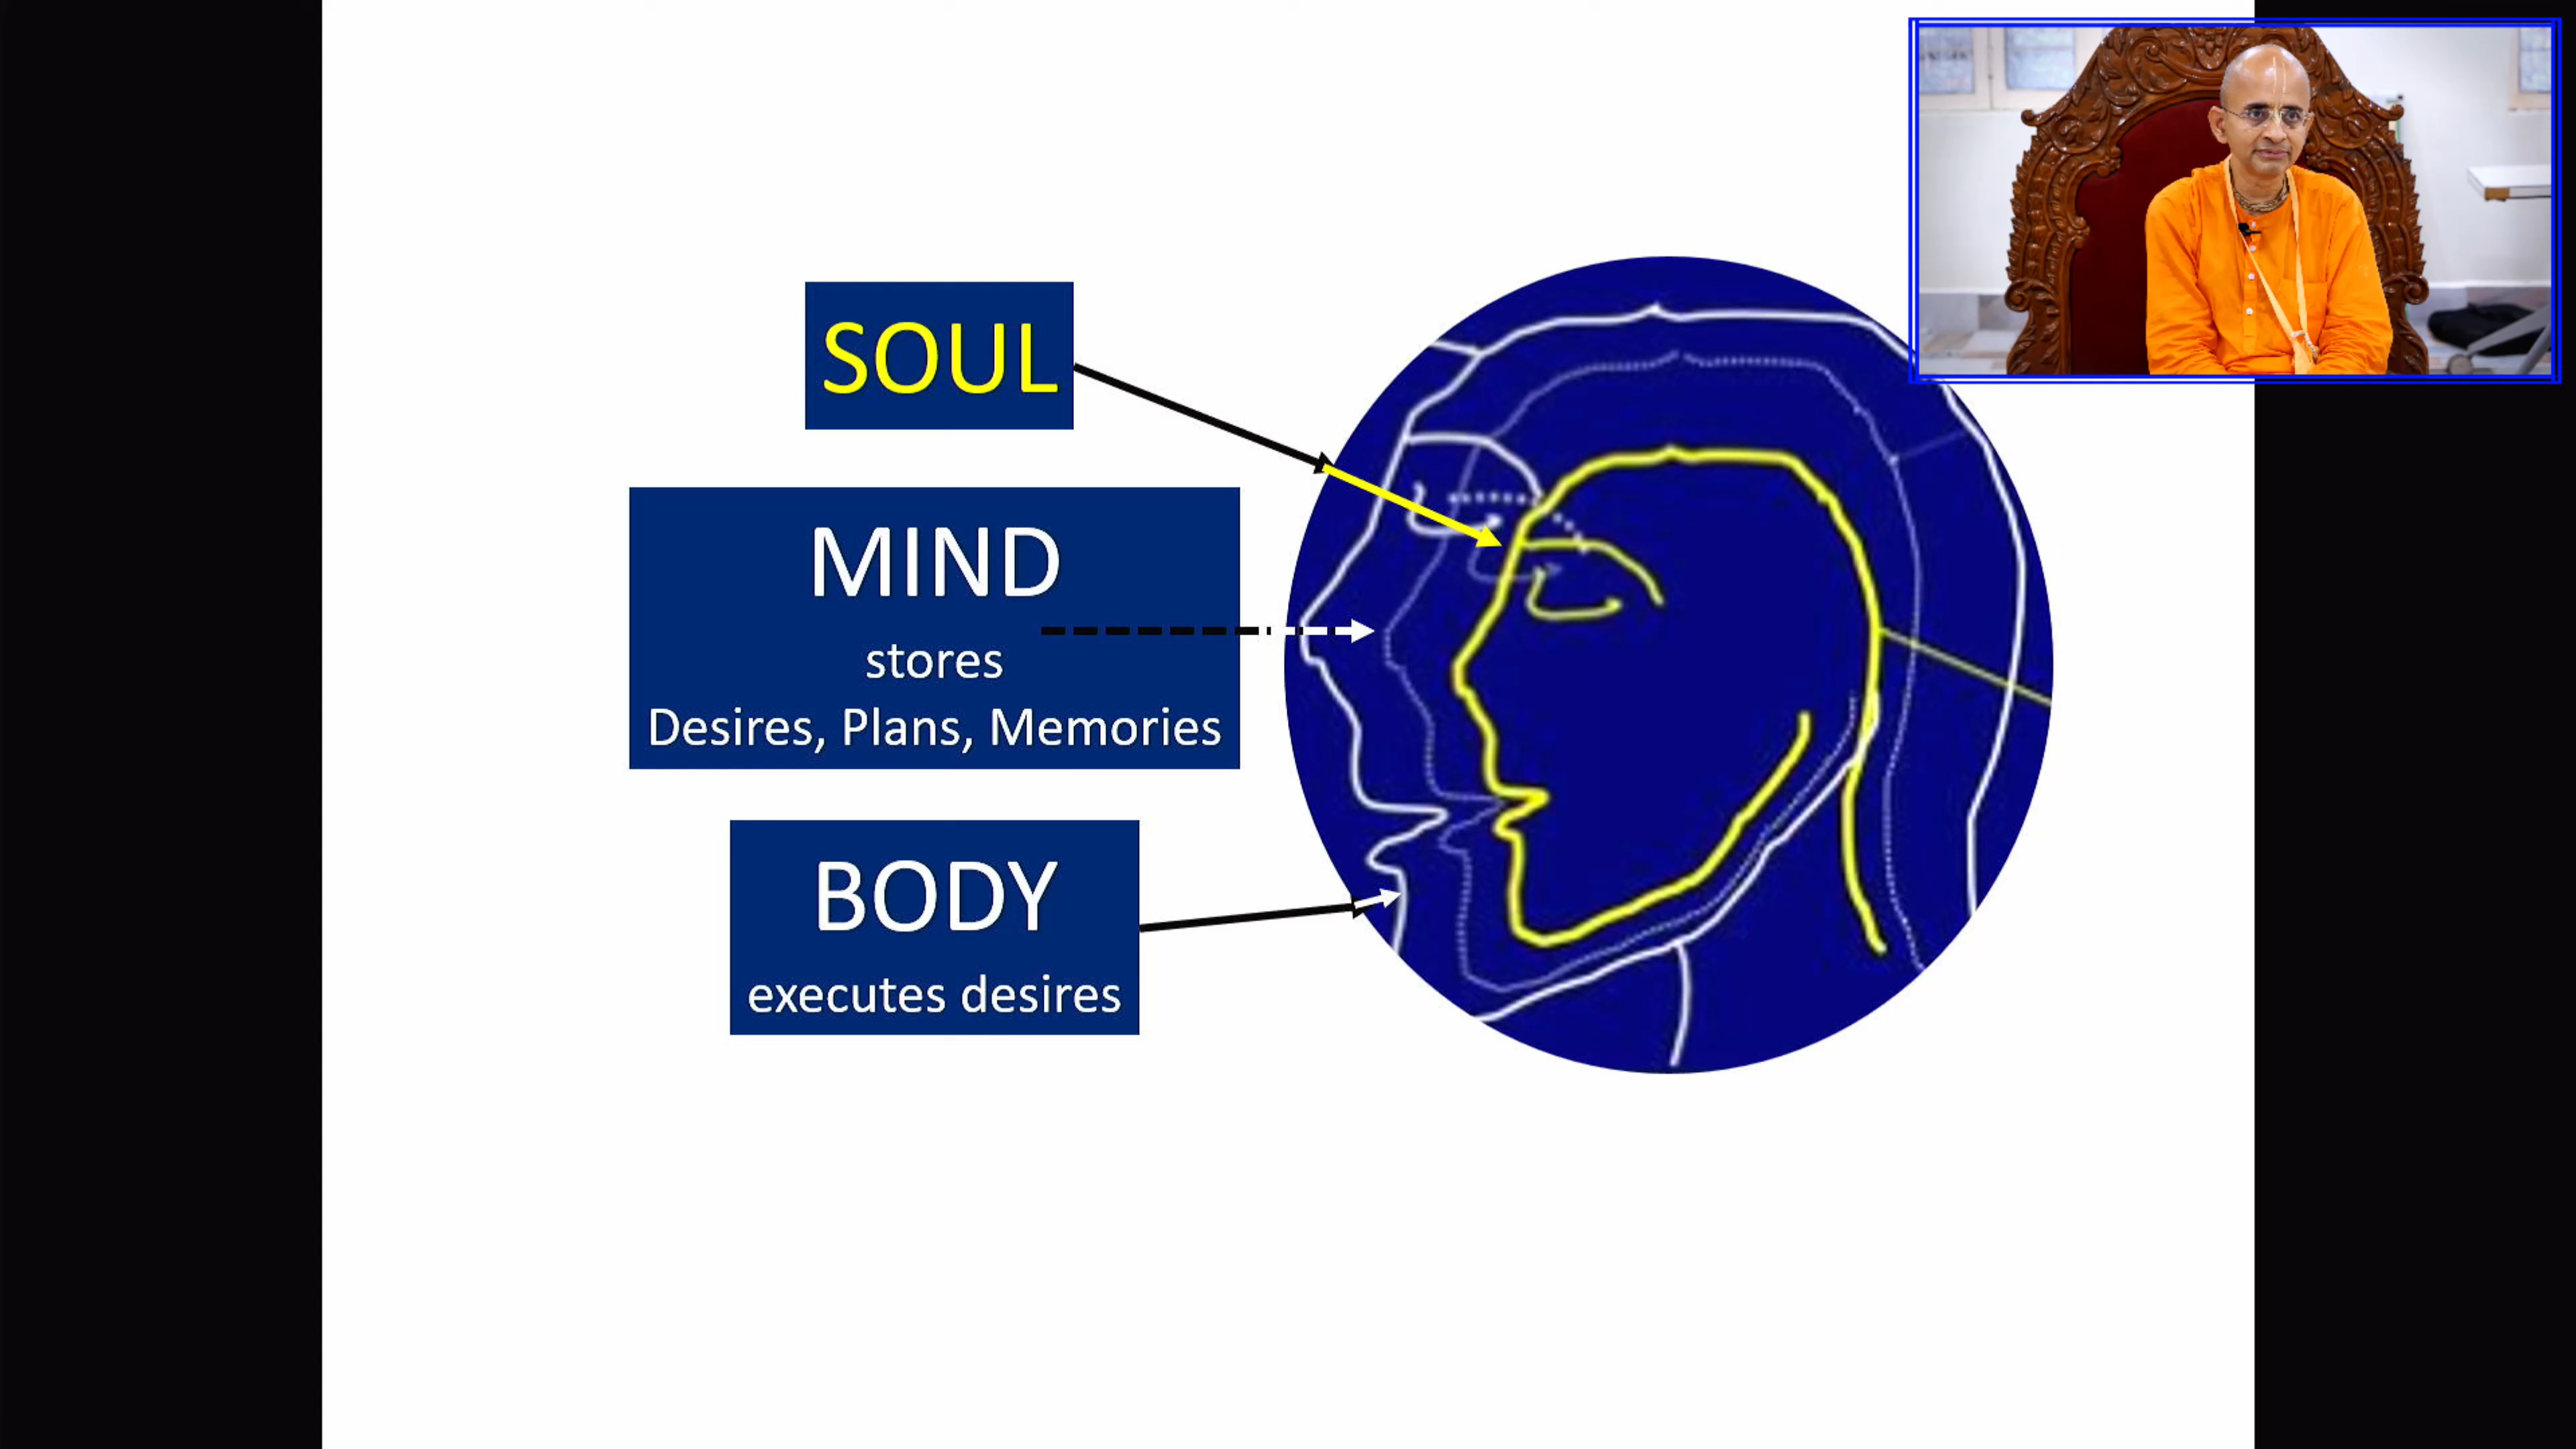 SOUL
MIND
stores
Desires, Plans, Memories
BODY
executes desires